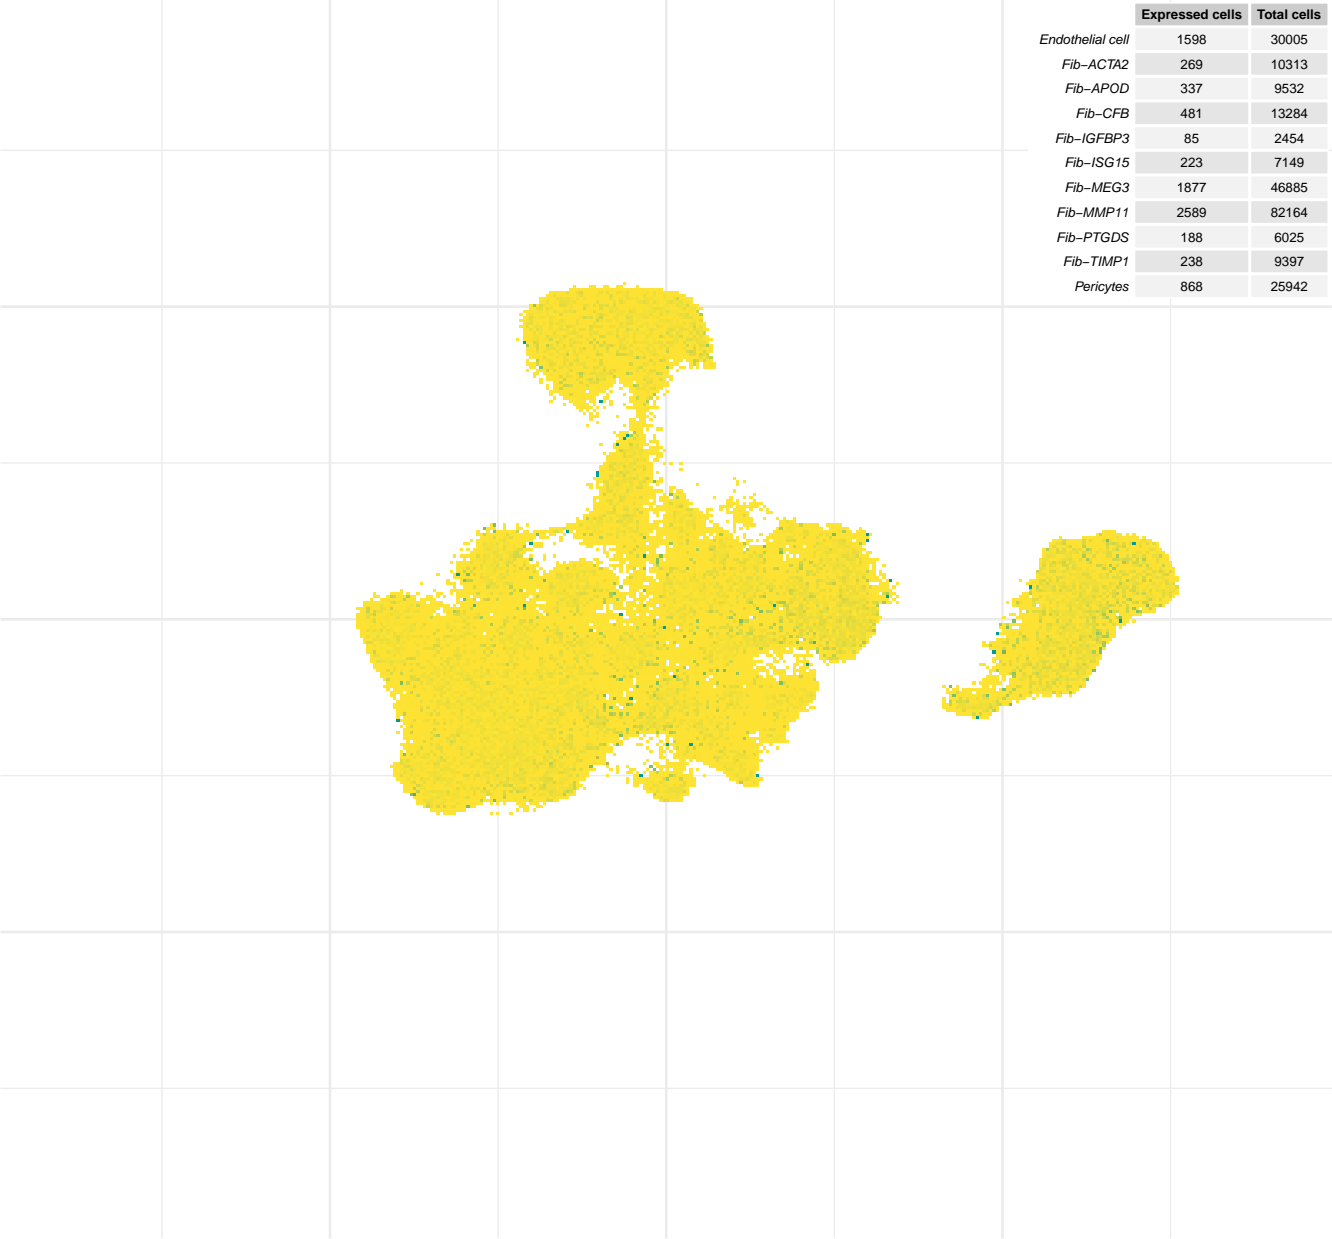 Expressed cells Total cells
Endothelial cell 1598 30005
Fib−ACTA2 269 10313
Fib−APOD 337 9532
Fib−CFB 481 13284
Fib−IGFBP3 85 2454
Fib−ISG15 223 7149
Fib−MEG3 1877 46885
Fib−MMP11 2589 82164
Fib−PTGDS 188 6025
Fib−TIMP1 238 9397
Pericytes 868 25942